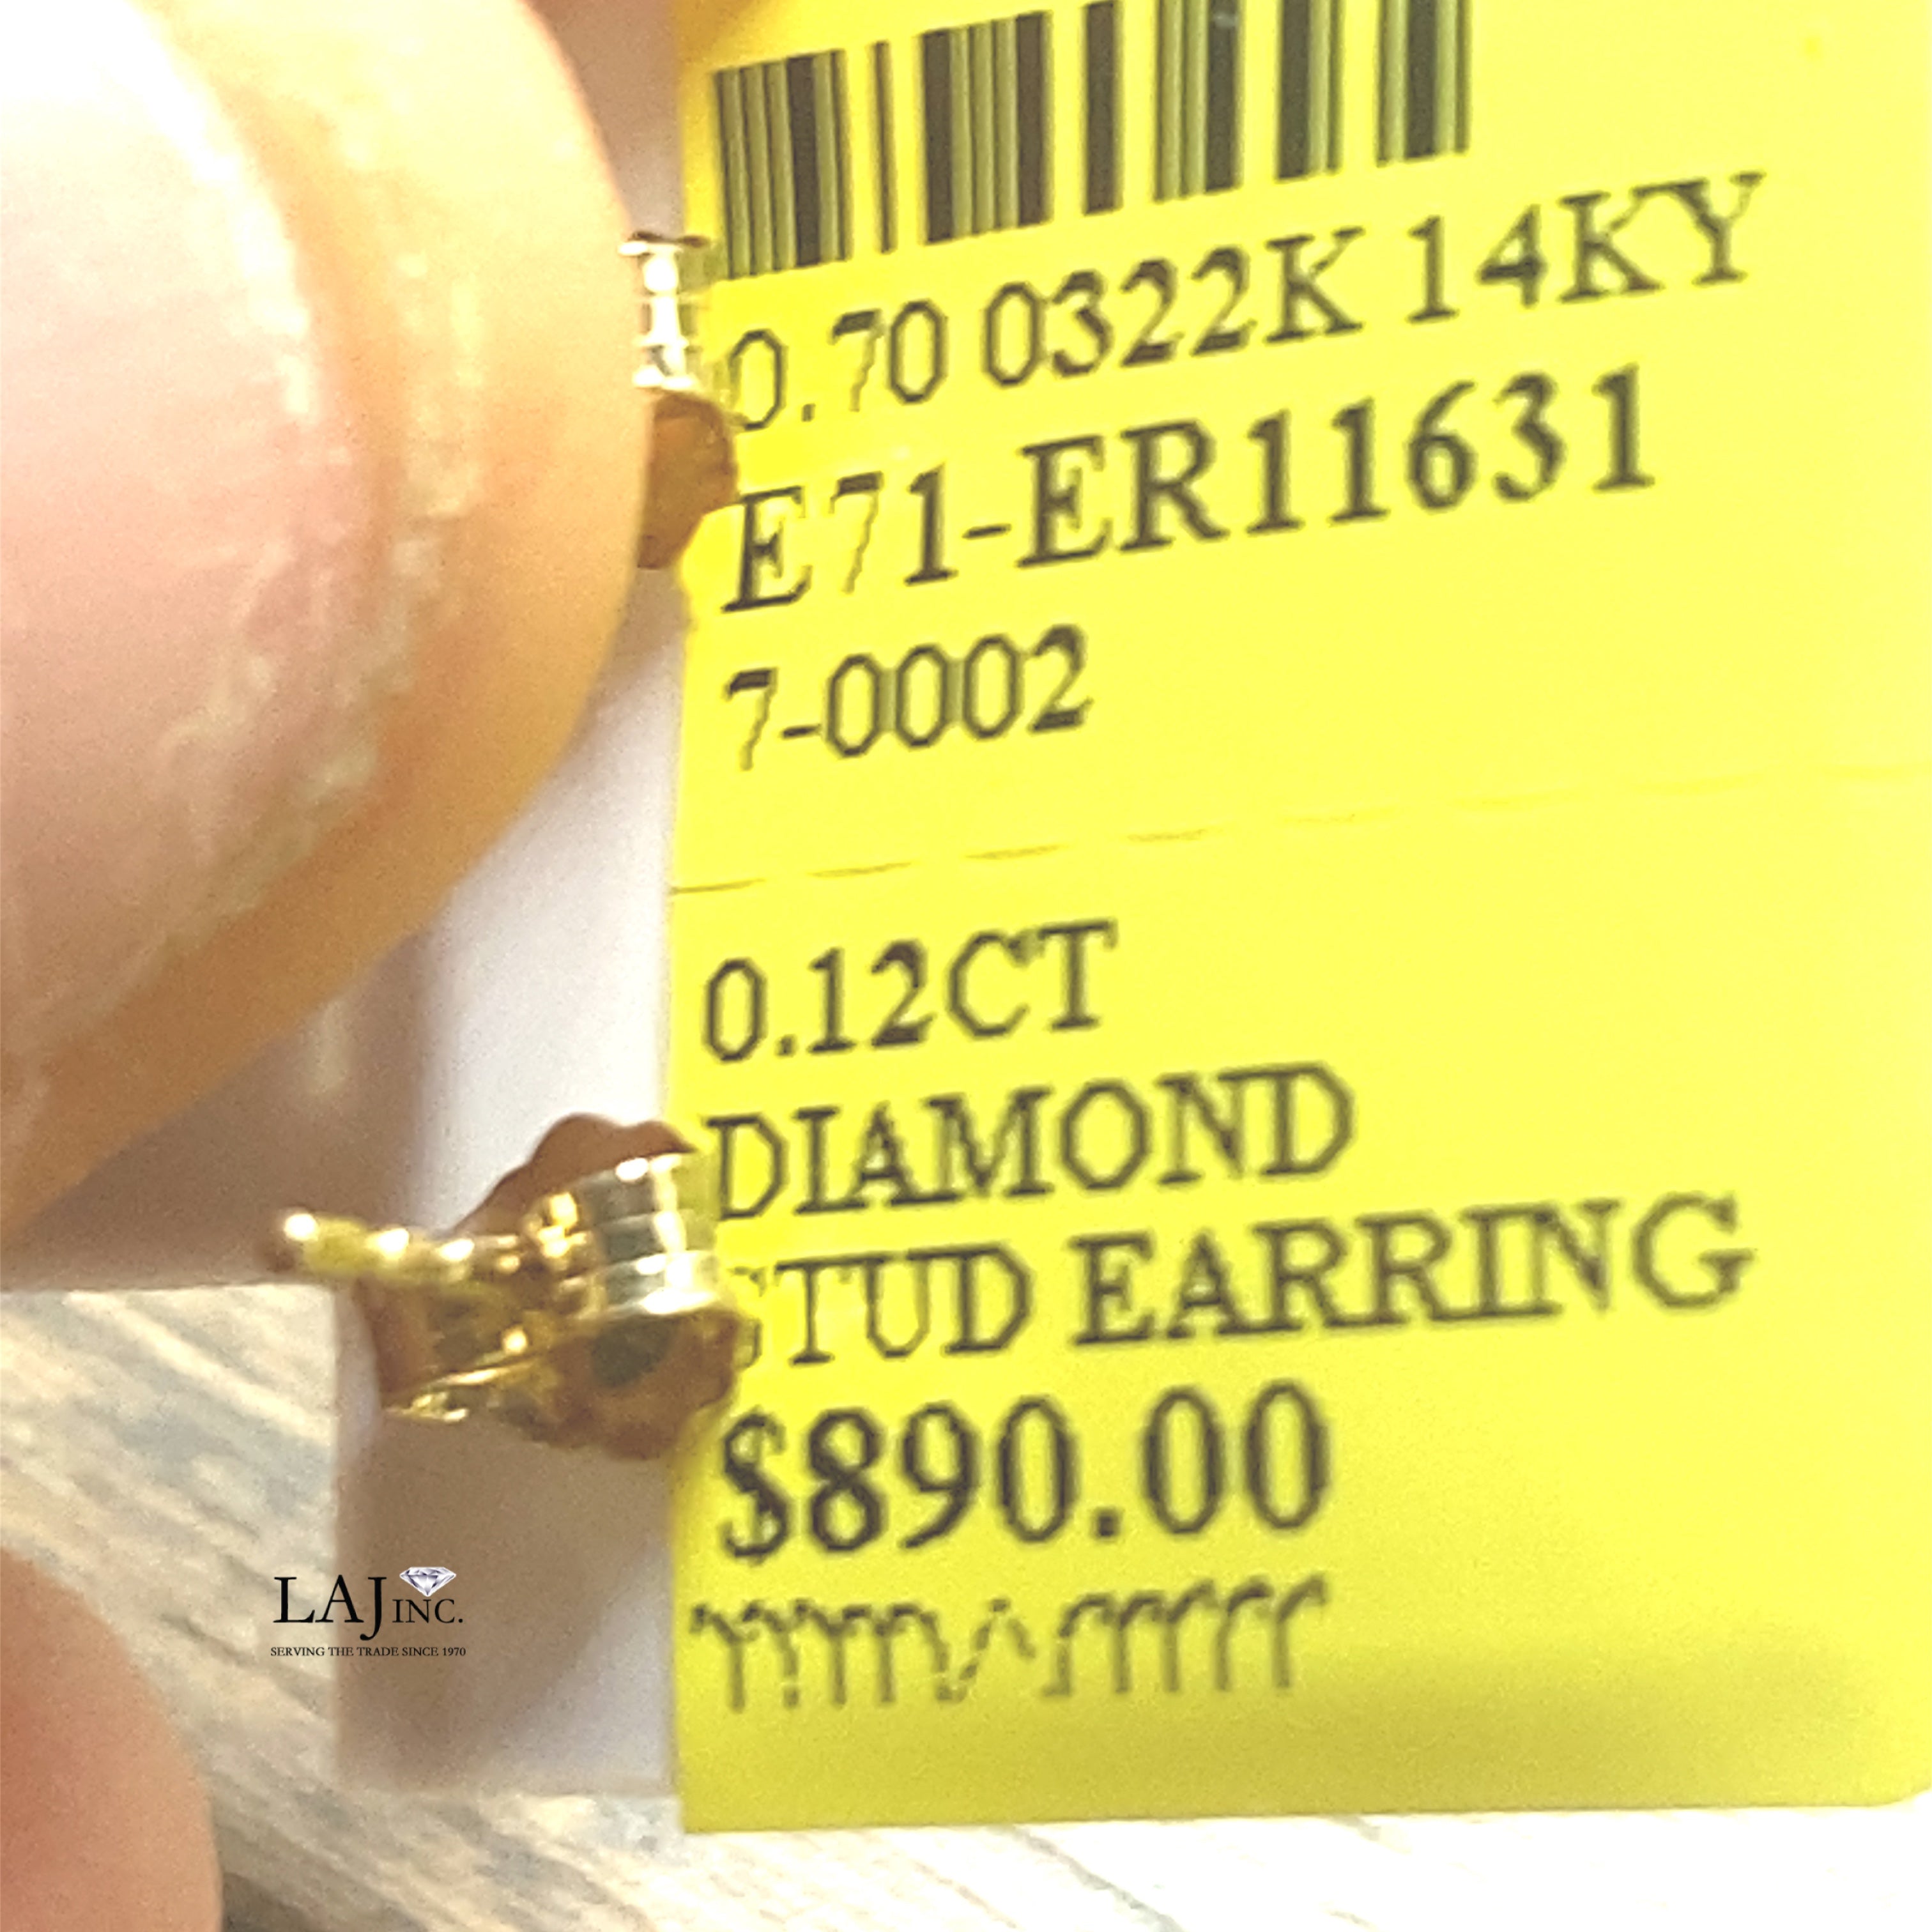 0.70 0322K 14KY
E71-ER11631
7-0002
0.12CT
DIAMOND
STUD EARRING
$890.00
LAJ INC.
SERVING THE TRADE SINCE 1970